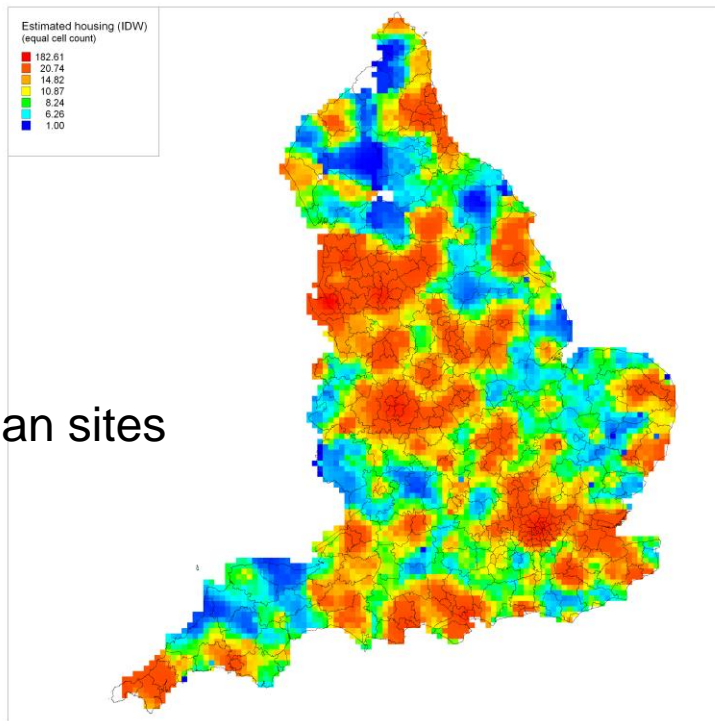 Estimated housing (IDW)
(equal cell count)
182.61
20.74
14.82
10.87
8.24
6.26
1.00
an sites